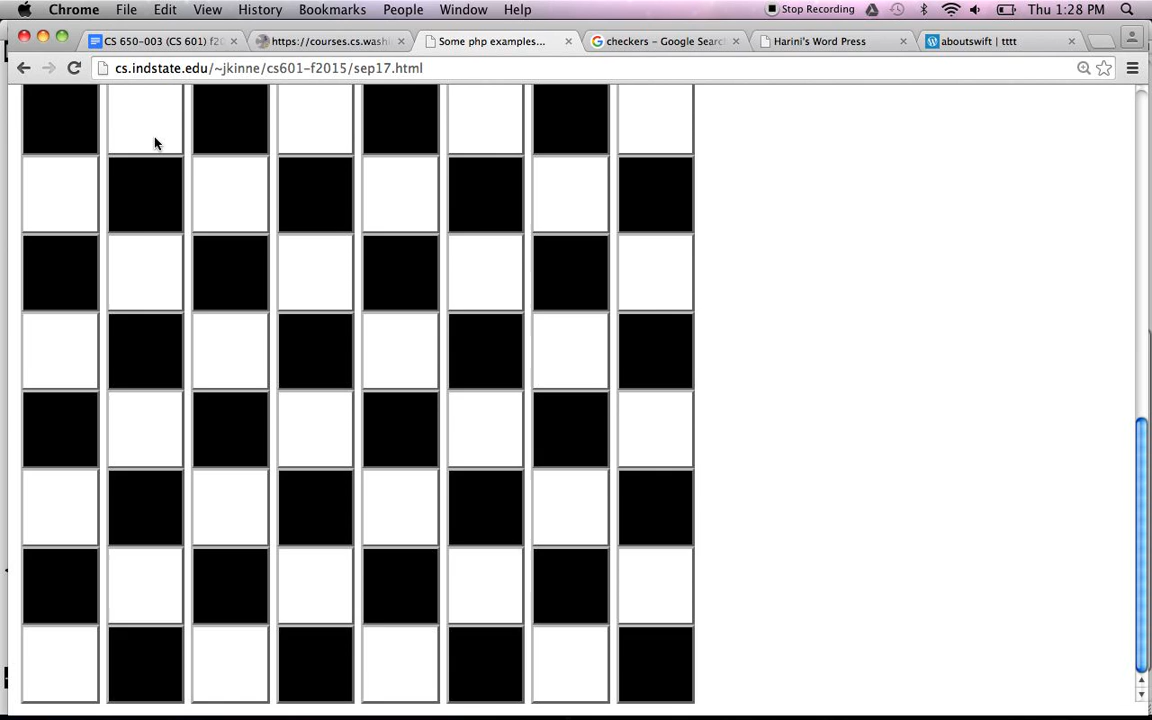 Chrome File Edit View History Bookmarks People Window Help Stop Recording Thu 1:28 PM
CS 650-003 (CS 601) f20 https://courses.cs.wash Some php examples... checkers - Google Searc Harini's Word Press aboutswift | tttt
cs.indstate.edu/~jkinne/cs601-f2015/sep17.html